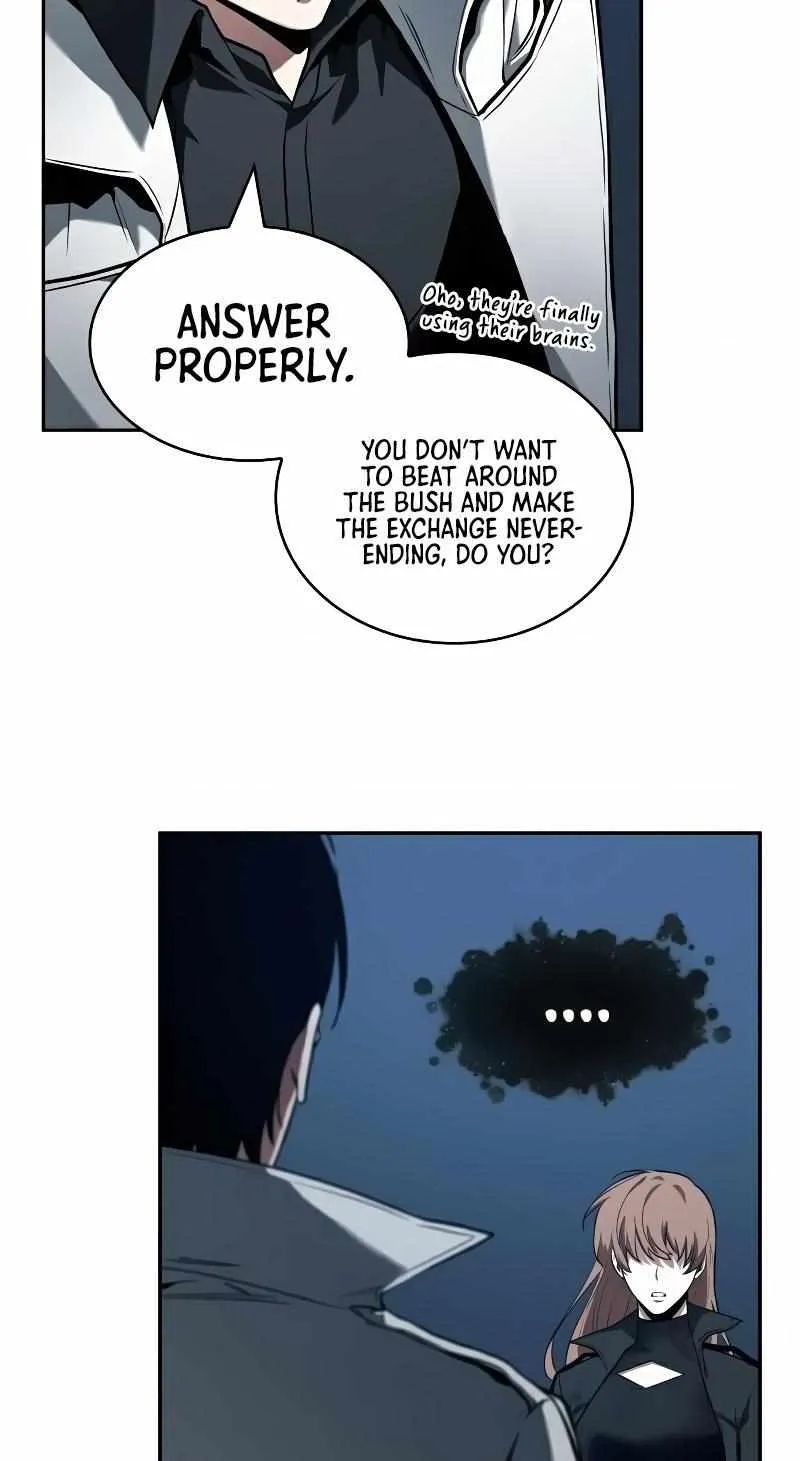 ANSWER
PROPERLY.
Oho, they're finally
using their brains.
YOU DON'T WANT
TO BEAT AROUND
THE BUSH AND MAKE
THE EXCHANGE NEVER-
ENDING, DO YOU?
....